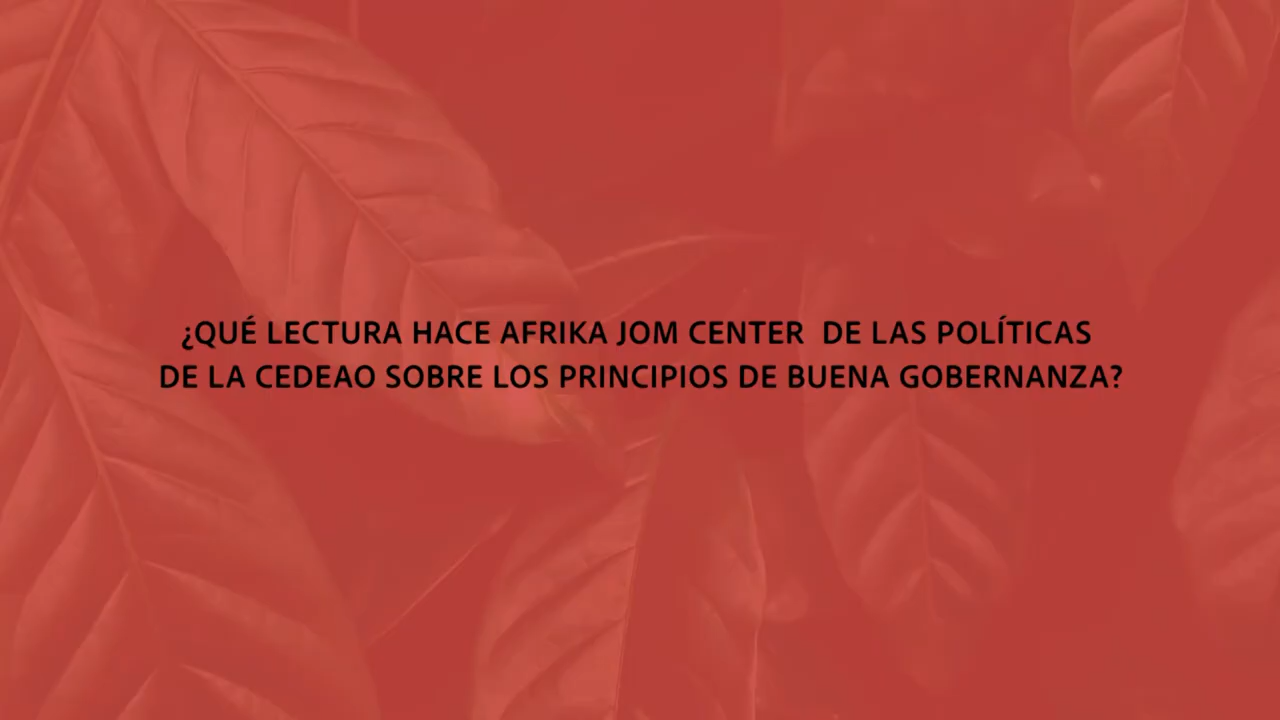 ¿QUÉ LECTURA HACE AFRIKA JOM CENTER  DE LAS POLÍTICAS
DE LA CEDEAO SOBRE LOS PRINCIPIOS DE BUENA GOBERNANZA?